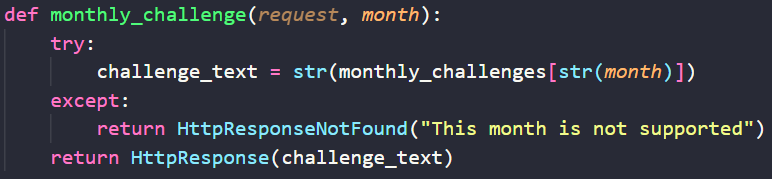 def monthly_challenge(request, month):
    try:
        challenge_text = str(monthly_challenges[str(month)])
    except:
        return HttpResponseNotFound("This month is not supported")
    return HttpResponse(challenge_text)